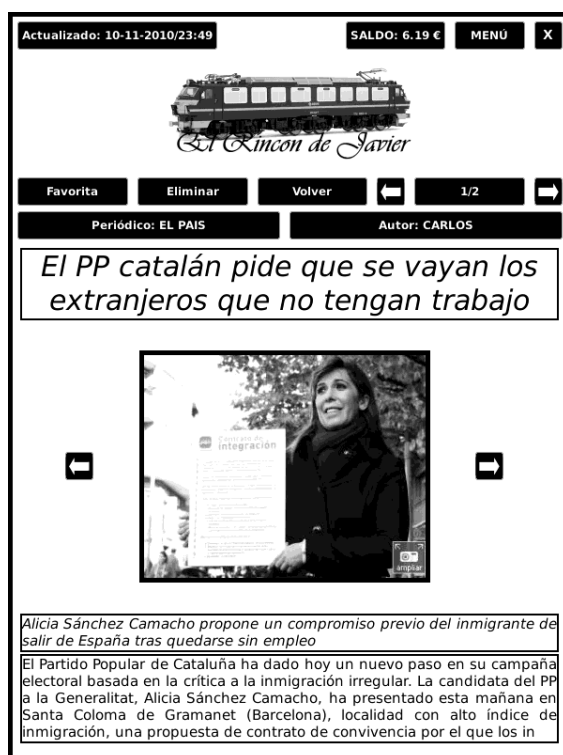 Actualizado: 10-11-2010/23:49
SALDO: 6.19 €
MENÚ
X
El Rincon de Javier
Favorita
Eliminar
Volver
1/2
Periódico: EL PAIS
Autor: CARLOS
El PP catalán pide que se vayan los
extranjeros que no tengan trabajo
Contrato de
integración
ampliar
Alicia Sánchez Camacho propone un compromiso previo del inmigrante de
salir de España tras quedarse sin empleo
El Partido Popular de Cataluña ha dado hoy un nuevo paso en su campaña
electoral basada en la crítica a la inmigración irregular. La candidata del PP
a la Generalitat, Alicia Sánchez Camacho, ha presentado esta mañana en
Santa Coloma de Gramanet (Barcelona), localidad con alto índice de
inmigración, una propuesta de contrato de convivencia por el que los in